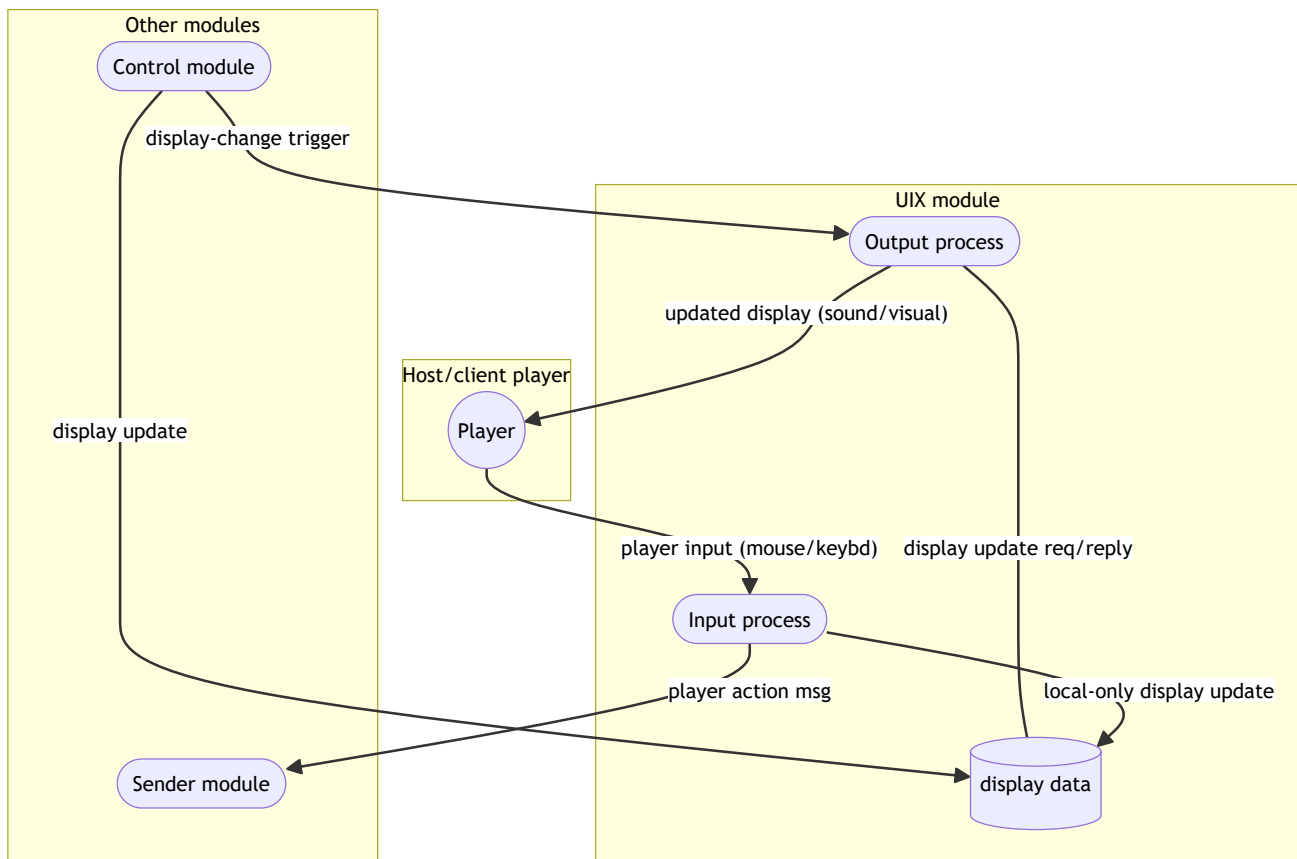 Other modules
Control module
display-change trigger
UIX module
Output process
updated display (sound/visual)
Host/client player
Player
display update
player input (mouse/keybd)
display update req/reply
Input process
player action msg
local-only display update
Sender module
display data